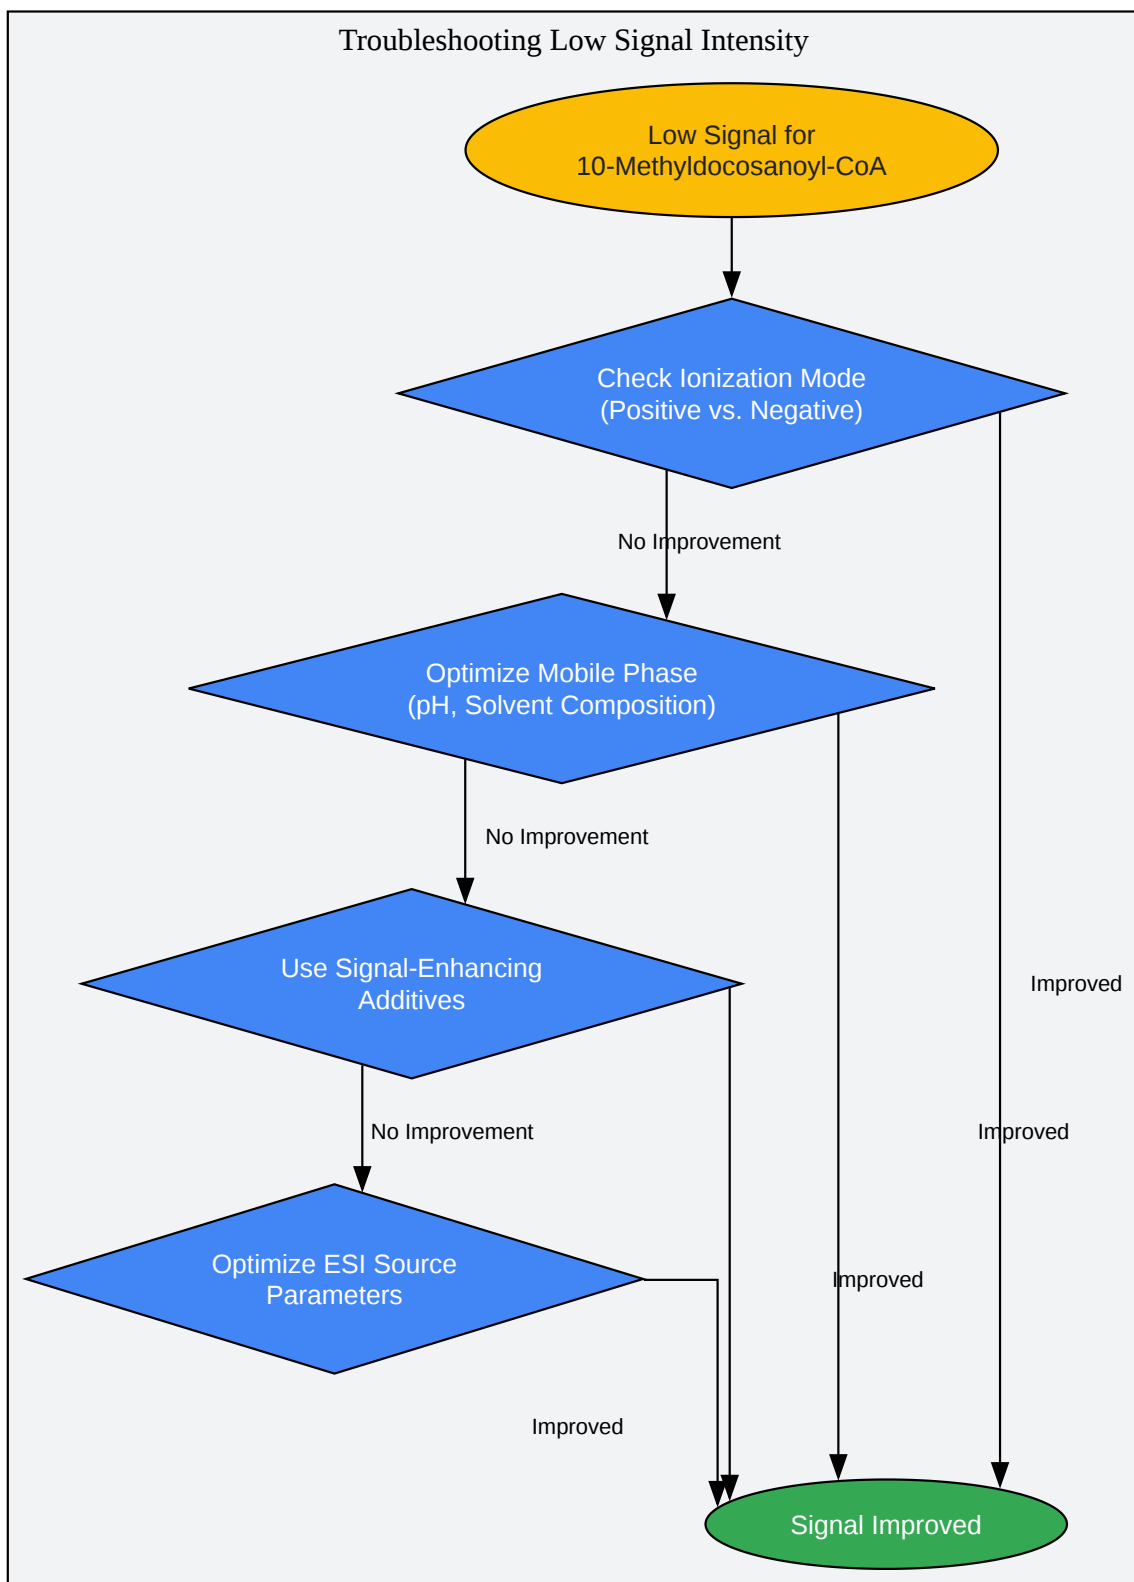 Troubleshooting Low Signal Intensity
Low Signal for
10-Methyldocosanoyl-CoA
Check Ionization Mode
(Positive vs. Negative)
No Improvement
Optimize Mobile Phase
(pH, Solvent Composition)
No Improvement
Use Signal-Enhancing
Additives
Improved
No Improvement
Improved
Optimize ESI Source
Parameters
Improved
Improved
Signal Improved